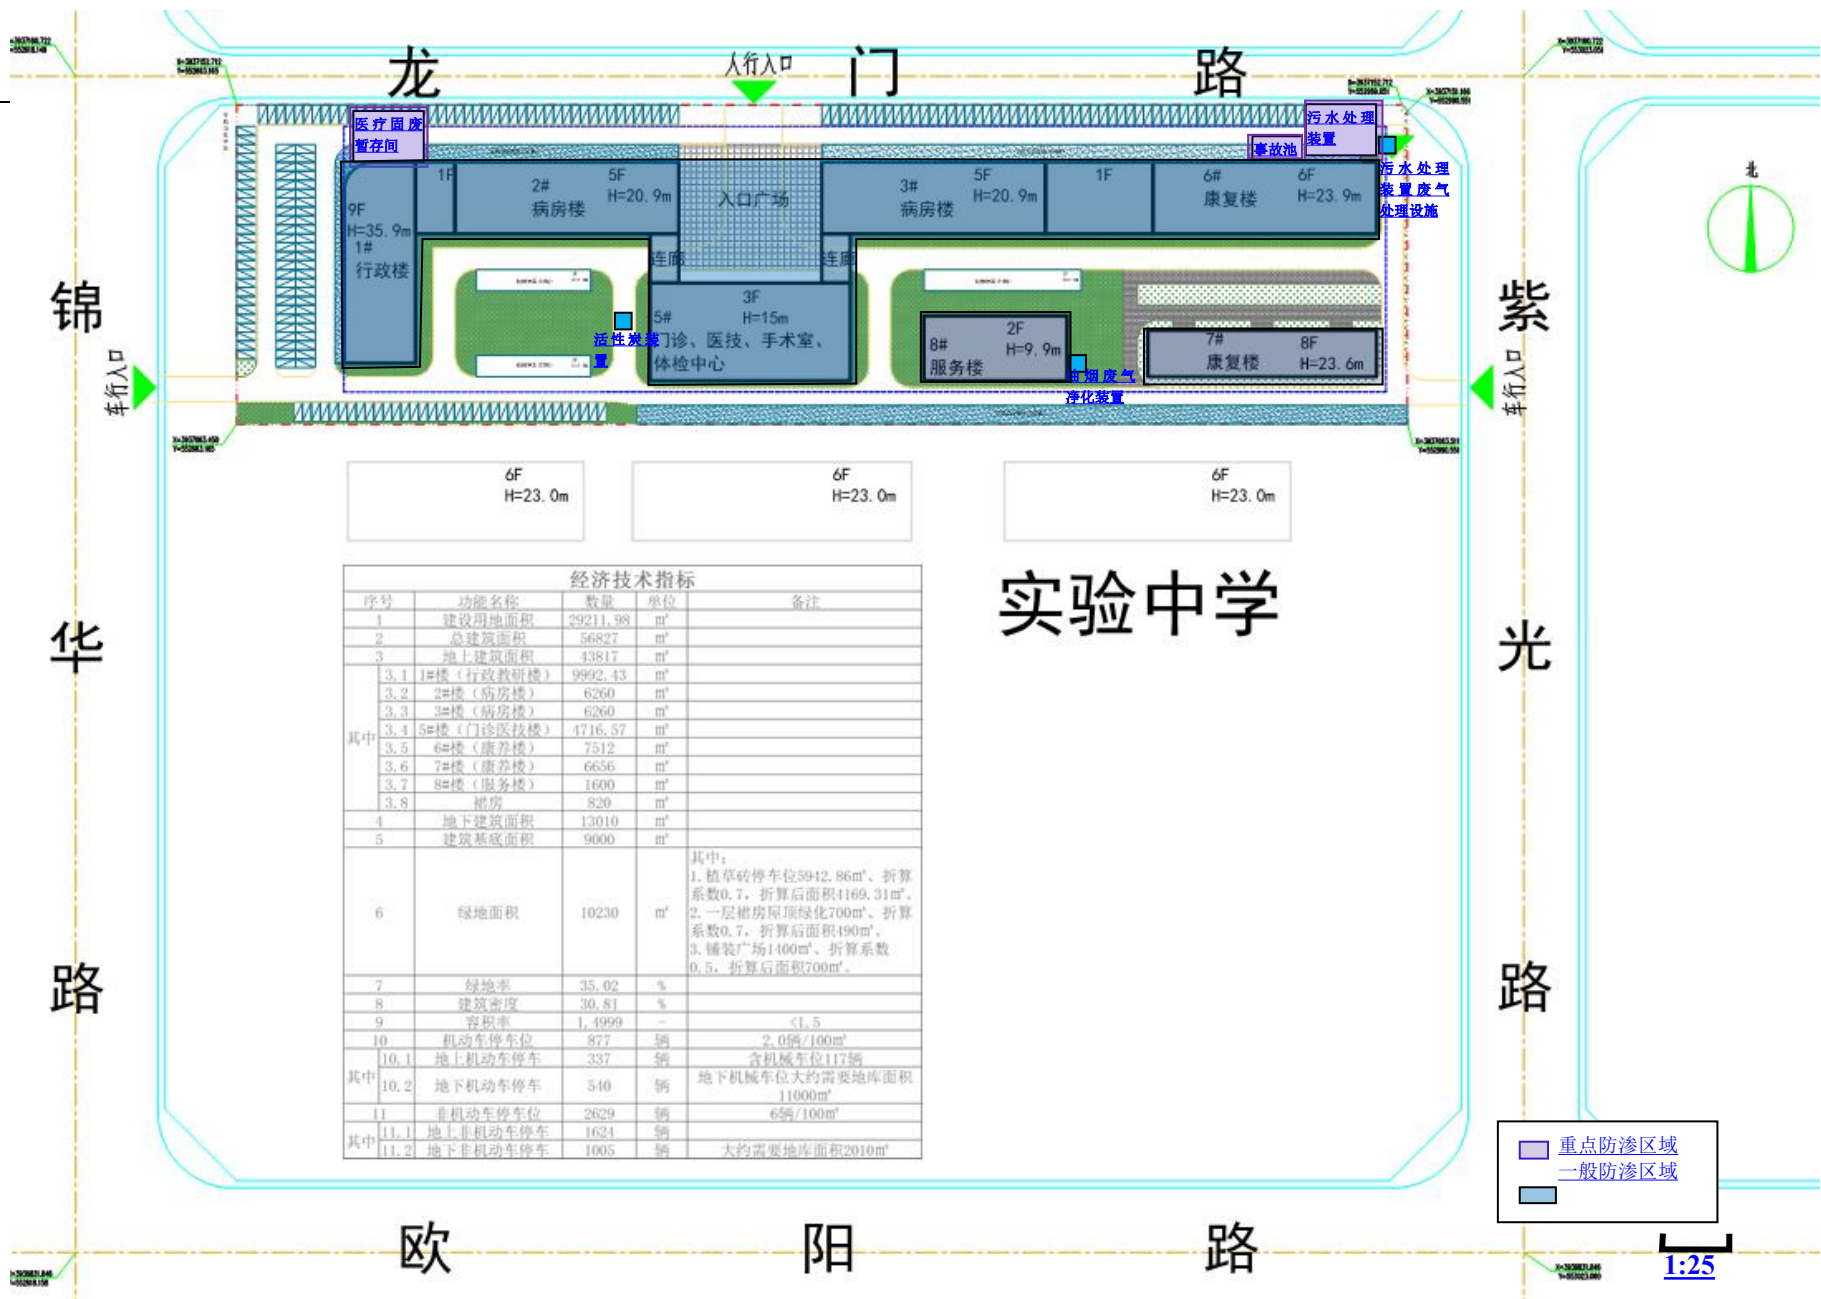 龙 门 路
人行入口
医疗固废
暂存间
污水处理
装置
事故池
污水处理
装置废气
处理设施
北
1F
2#
病房楼
5F
H=20.9m
入口广场
3#
病房楼
5F
H=20.9m
1F
6#
康复楼
6F
H=23.9m
9F
H=35.9m
1#
行政楼
连廊
连廊
3F
H=15m
5#
门诊、医技、手术室、
体检中心
活性炭装
置
2F
H=9.9m
8#
服务楼
油烟废气
净化装置
7#
康复楼
8F
H=23.6m
锦 华 路
车行入口
紫 光 路
车行入口
6F
H=23.0m
6F
H=23.0m
6F
H=23.0m
实验中学
经济技术指标
序号 功能名称 数量 单位 备注
1 建设用地面积 29211.98 ㎡
2 总建筑面积 56827 ㎡
3 地上建筑面积 43817 ㎡
其中
3.1 1#楼（行政教研楼） 9992.43 ㎡
3.2 2#楼（病房楼） 6260 ㎡
3.3 3#楼（病房楼） 6260 ㎡
3.4 5#楼（门诊医技楼） 4716.57 ㎡
3.5 6#楼（康养楼） 7512 ㎡
3.6 7#楼（康养楼） 6656 ㎡
3.7 8#楼（服务楼） 1600 ㎡
3.8 裙房 820 ㎡
4 地下建筑面积 13010 ㎡
5 建筑基底面积 9000 ㎡
6 绿地面积 10230 ㎡
其中：
1.植草砖停车位5942.86㎡、折算
系数0.7，折算后面积4169.31㎡。
2.一层裙房屋顶绿化700㎡、折算
系数0.7，折算后面积490㎡。
3.铺装广场1400㎡、折算系数
0.5，折算后面积700㎡。
7 绿地率 35.02 %
8 建筑密度 30.81 %
9 容积率 1.4999 - <1.5
10 机动车停车位 877 辆 2.0辆/100㎡
其中
10.1 地上机动车停车 337 辆 含机械车位117辆
10.2 地下机动车停车 540 辆 地下机械车位大约需要地库面积
11000㎡
11 非机动车停车位 2629 辆 6辆/100㎡
其中
11.1 地上非机动车停车 1624 辆
11.2 地下非机动车停车 1005 辆 大约需要地库面积2010㎡
重点防渗区域
一般防渗区域
欧 阳 路
1:25